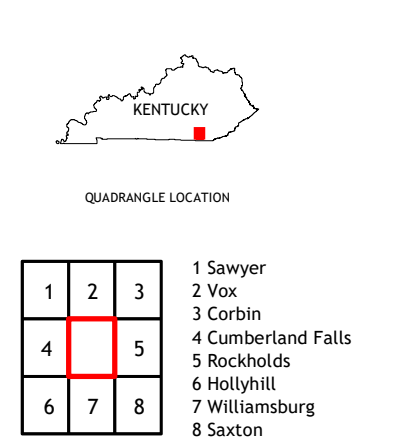 KENTUCKY
QUADRANGLE LOCATION
1 2 3
4 5
6 7 8
1 Sawyer
2 Vox
3 Corbin
4 Cumberland Falls
5 Rockholds
6 Hollyhill
7 Williamsburg
8 Saxton